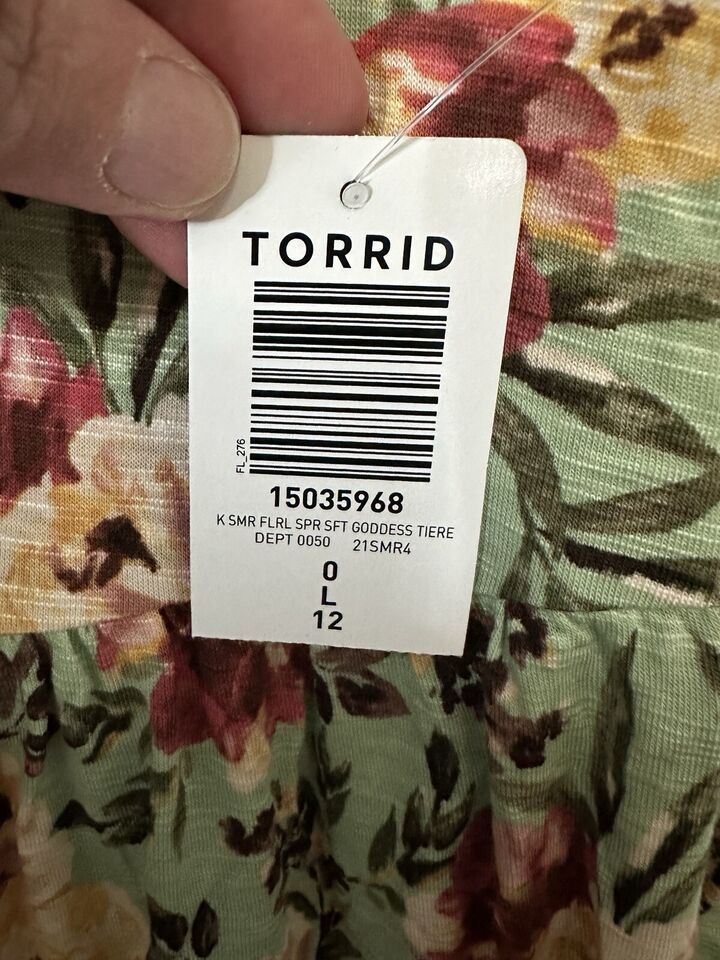 TORRID
FL_276
15035968
K SMR FLRL SPR SFT GODDESS TIERE
DEPT 0050 21SMR4
0
L
12